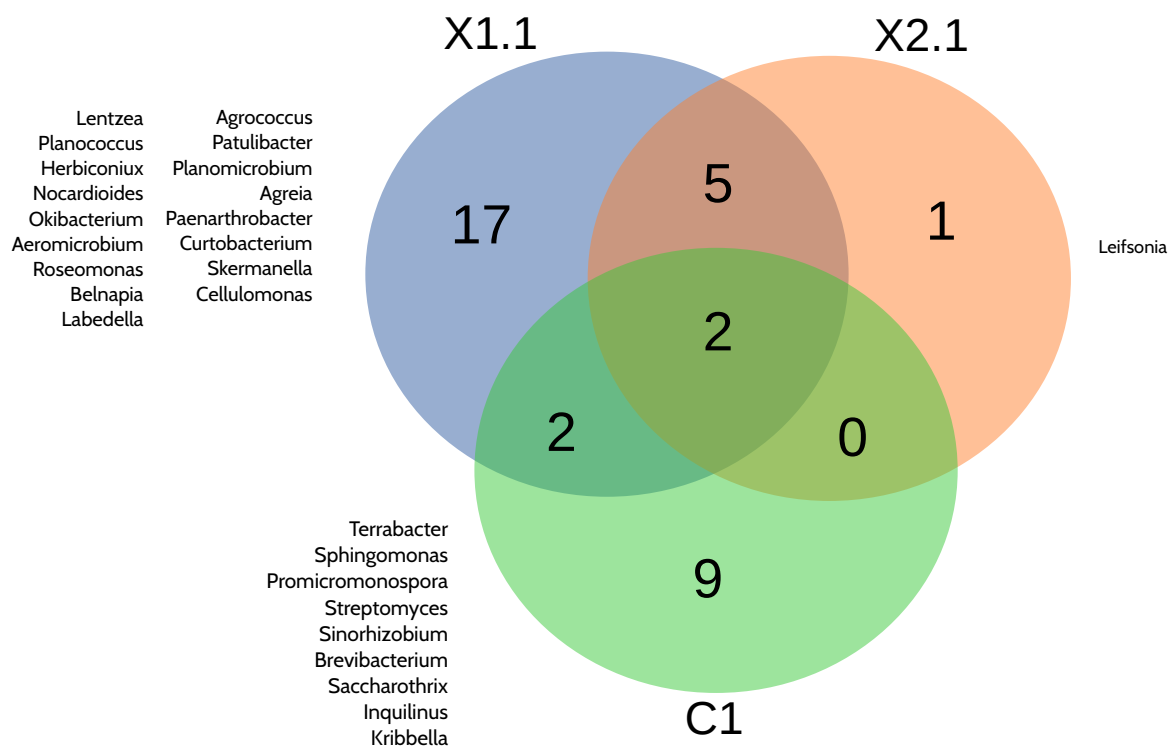 X1.1
X2.1
Lentzea
Planococcus
Herbiconiux
Nocardioides
Okibacterium
Aeromicrobium
Roseomonas
Belnapia
Labedella
Agrococcus
Patulibacter
Planomicrobium
Agreia
Paenarthrobacter
Curtobacterium
Skermanella
Cellulomonas
17
5
1
Leifsonia
2
2
0
Terrabacter
Sphingomonas
Promicromonospora
Streptomyces
Sinorhizobium
Brevibacterium
Saccharothrix
Inquilinus
Kribbella
9
C1